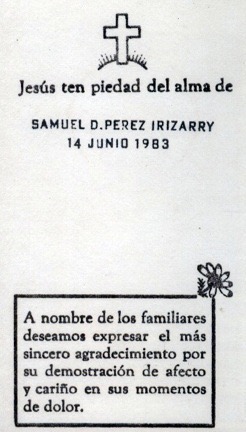 Jesús ten piedad del alma de
SAMUEL D. PEREZ IRIZARRY
14 JUNIO 1983
A nombre de los familiares
deseamos expresar el más
sincero agradecimiento por
su demostración de afecto
y cariño en sus momentos
de dolor.